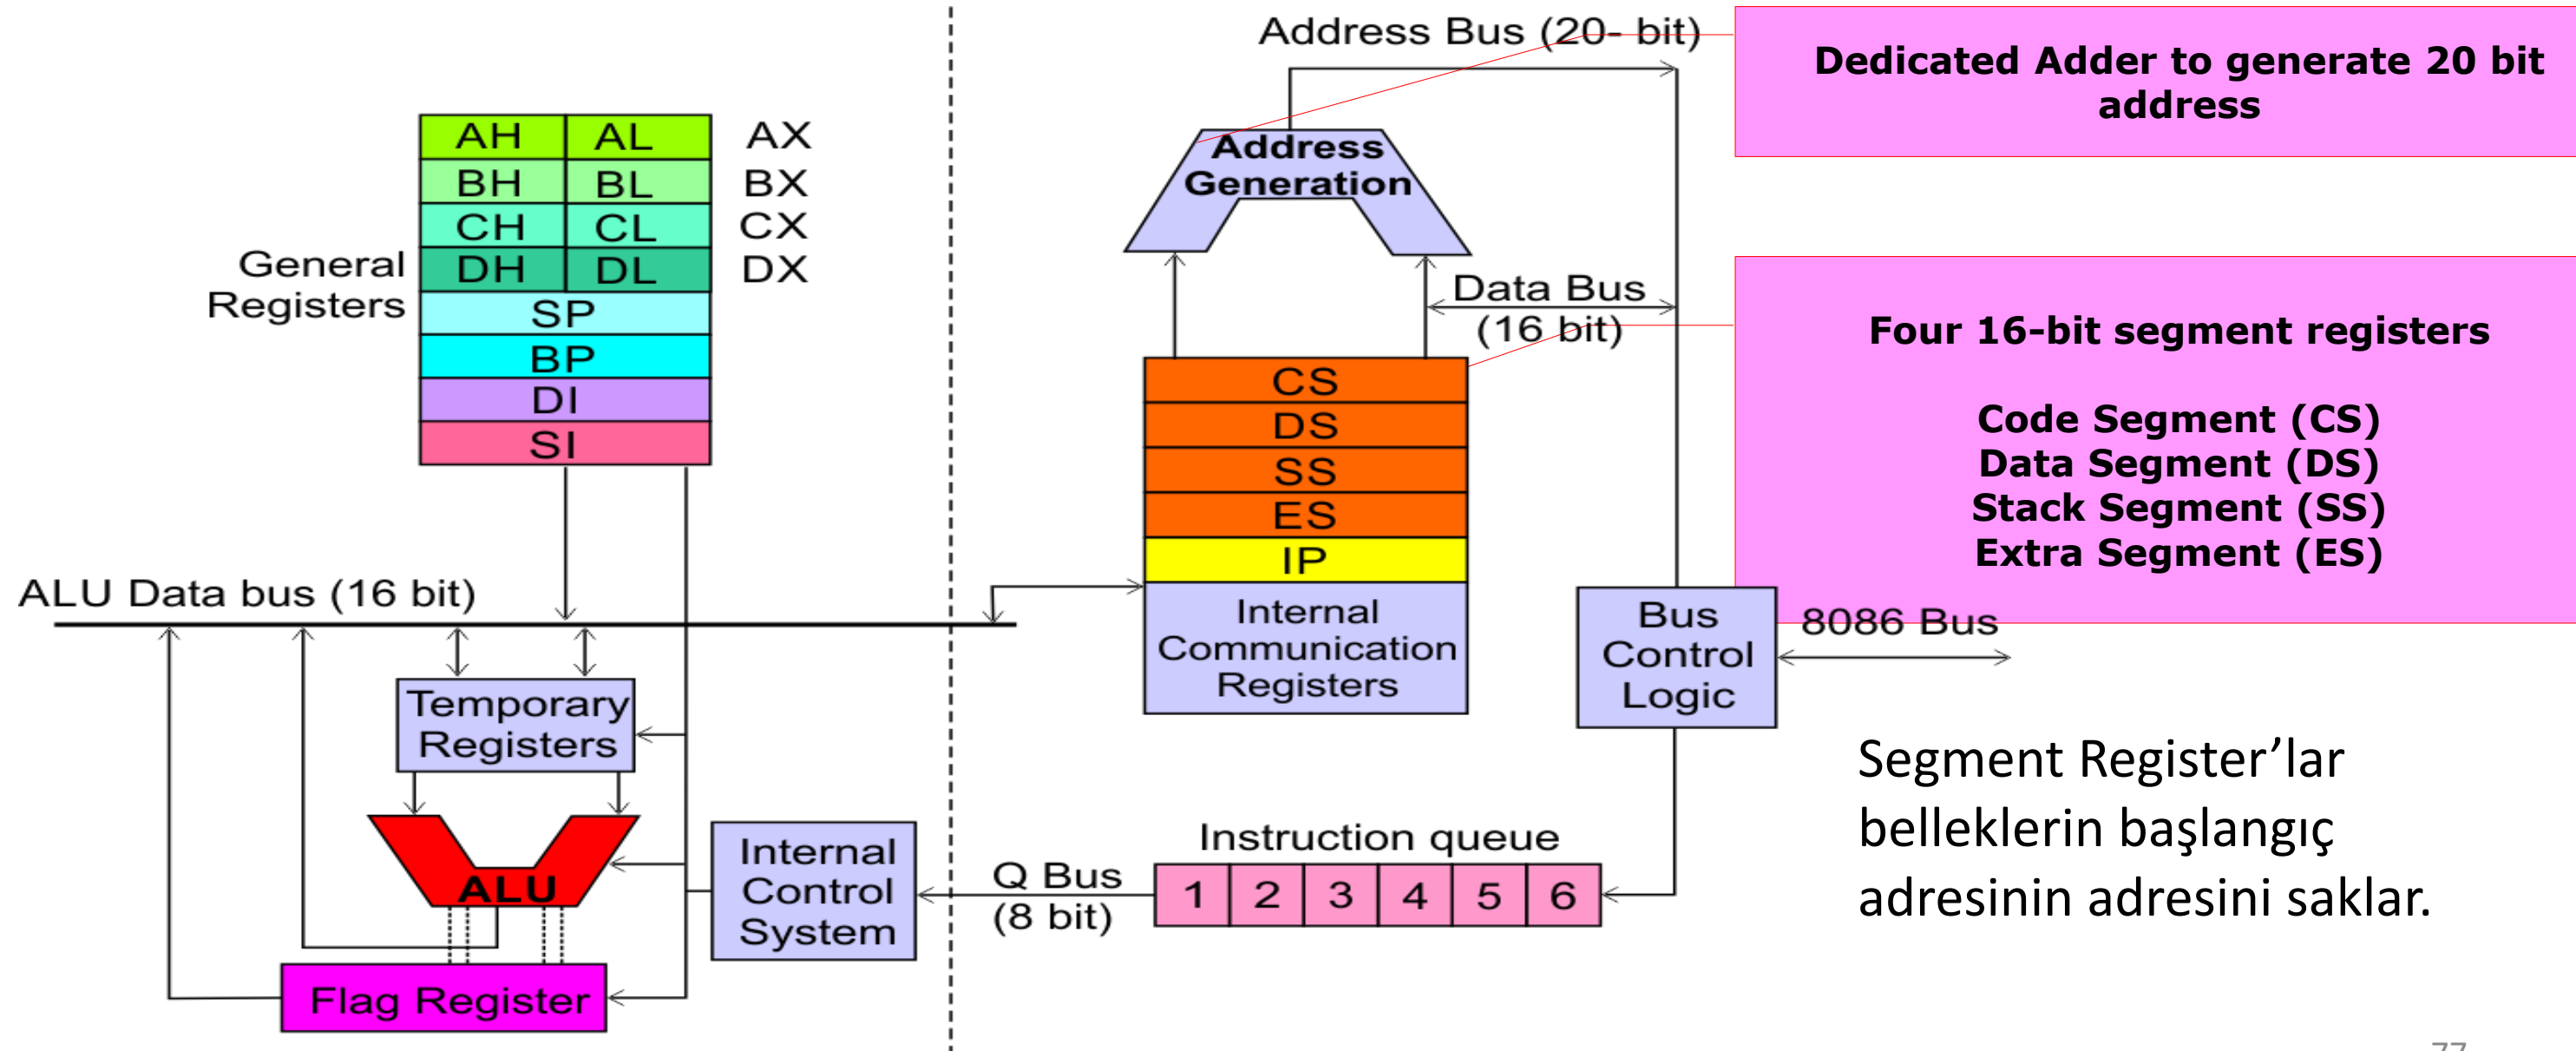 Address Bus (20- bit)
Dedicated Adder to generate 20 bit
address
AH AL AX
BH BL BX
CH CL CX
DH DL DX
General
Registers
SP
BP
DI
SI
Address
Generation
Data Bus
(16 bit)
Four 16-bit segment registers
Code Segment (CS)
Data Segment (DS)
Stack Segment (SS)
Extra Segment (ES)
CS
DS
SS
ES
IP
Internal
Communication
Registers
ALU Data bus (16 bit)
Bus
Control
Logic
8086 Bus
Temporary
Registers
ALU
Internal
Control
System
Flag Register
Q Bus
(8 bit)
Instruction queue
1 2 3 4 5 6
Segment Register’lar
belleklerin başlangıç
adresinin adresini saklar.
77